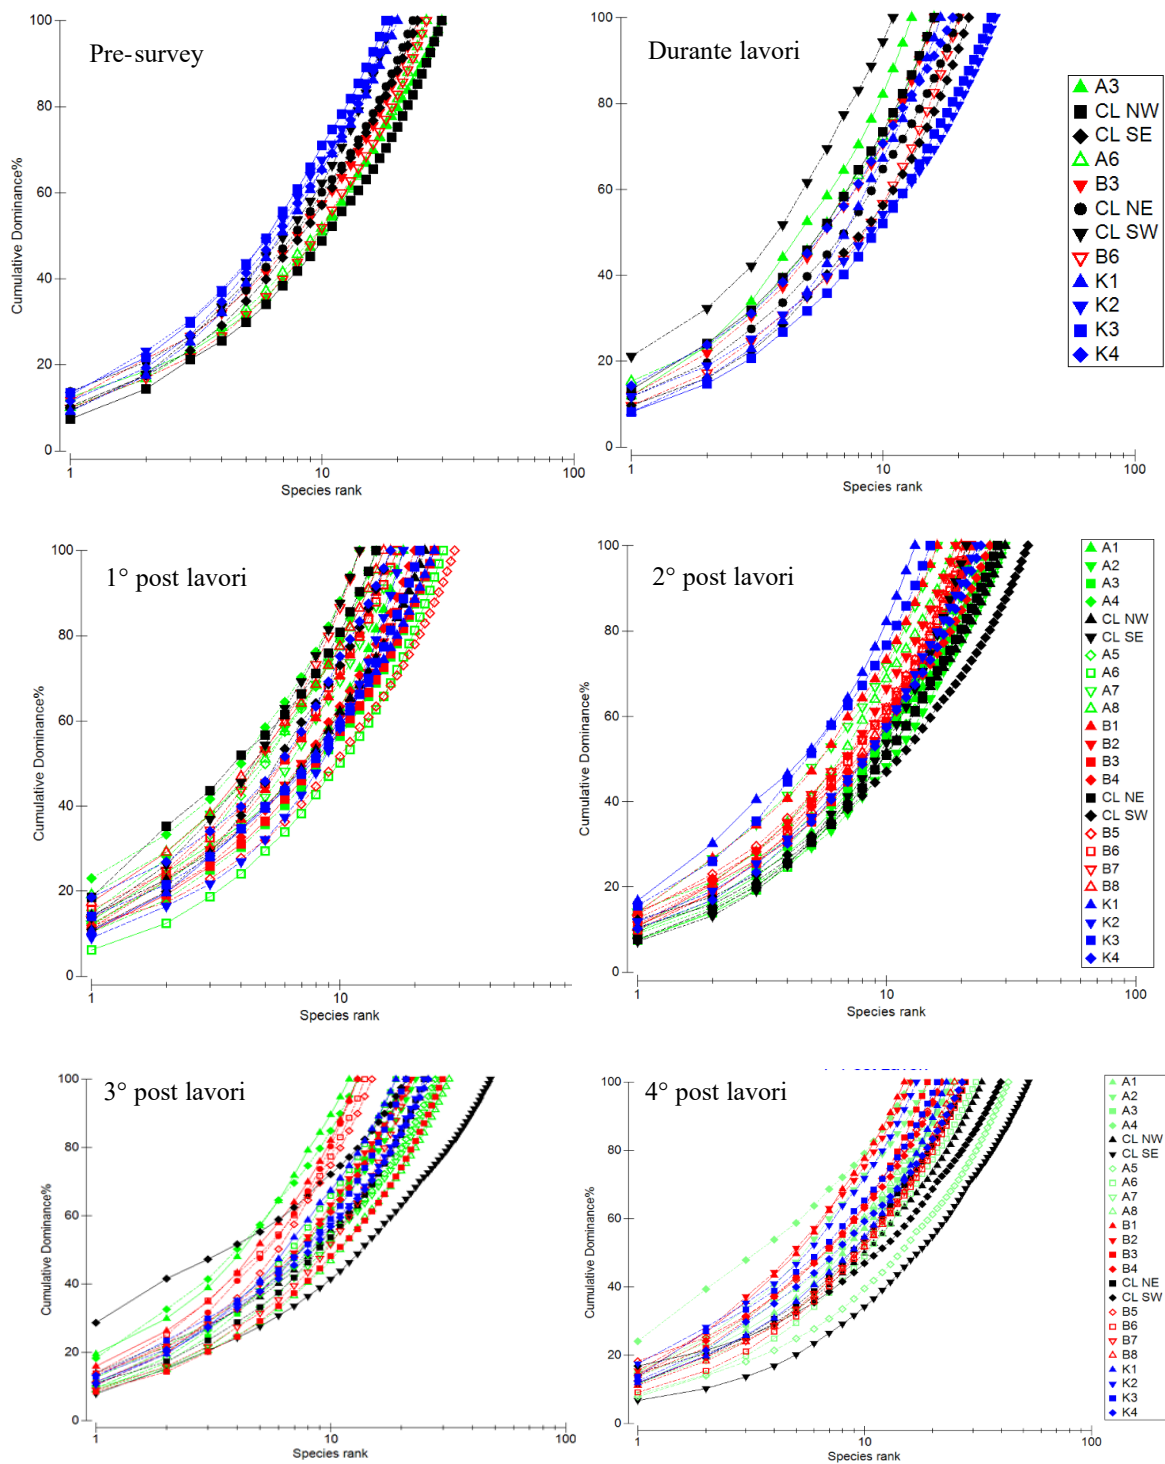 Pre-survey
100
80
60
40
20
0
Cumulative Dominance%
1
10
100
Species rank
Durante lavori
100
80
60
40
20
0
Cumulative Dominance%
1
10
100
Species rank
A3
CL NW
CL SE
A6
B3
CL NE
CL SW
B6
K1
K2
K3
K4
1° post lavori
100
80
60
40
20
0
Cumulative Dominance%
1
10
Species rank
2° post lavori
100
80
60
40
20
0
Cumulative Dominance%
1
10
100
Species rank
A1
A2
A3
A4
CL NW
CL SE
A5
A6
A7
A8
B1
B2
B3
B4
CL NE
CL SW
B5
B6
B7
B8
K1
K2
K3
K4
3° post lavori
100
80
60
40
20
0
Cumulative Dominance%
1
10
100
Species rank
4° post lavori
100
80
60
40
20
0
Cumulative Dominance%
1
10
100
Species rank
A1
A2
A3
A4
CL NW
CL SE
A5
A6
A7
A8
B1
B2
B3
B4
CL NE
CL SW
B5
B6
B7
B8
K1
K2
K3
K4